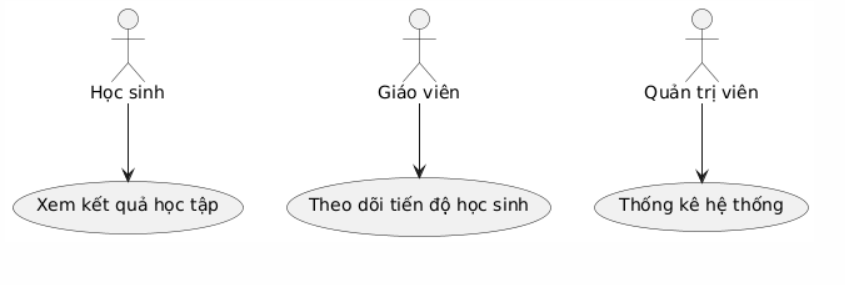 Học sinh
Giáo viên
Quản trị viên
Xem kết quả học tập
Theo dõi tiến độ học sinh
Thống kê hệ thống